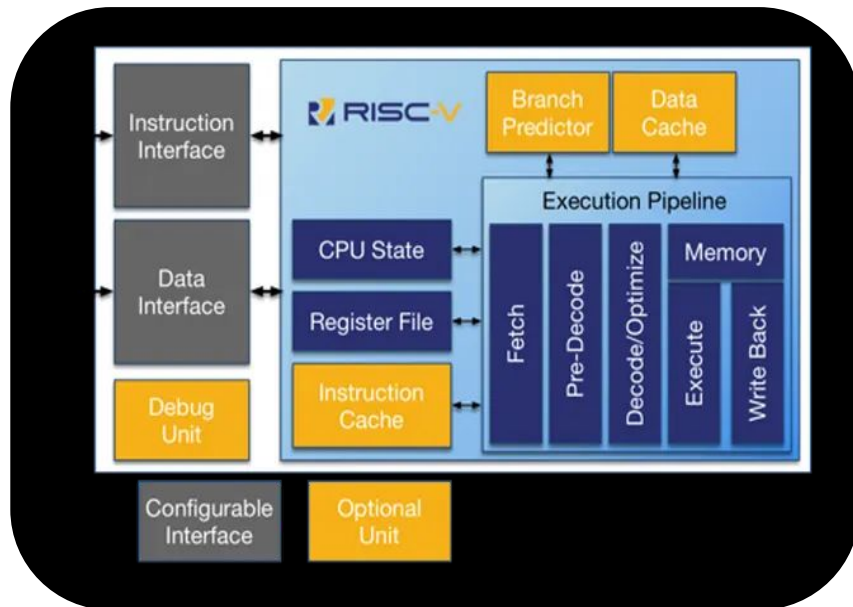 Instruction
Interface
Data
Interface
Debug
Unit
RISC-V
Branch
Predictor
Data
Cache
CPU State
Register File
Instruction
Cache
Execution Pipeline
Fetch
Pre-Decode
Decode/Optimize
Memory
Execute
Write Back
Configurable
Interface
Optional
Unit